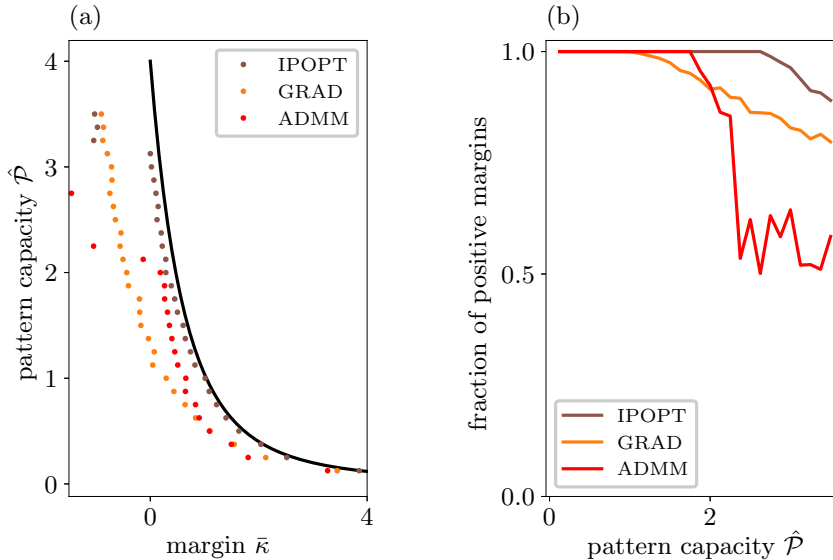 (a)
4
3
2
1
0
pattern capacity 𝒫̂
IPOPT
GRAD
ADMM
0
4
margin κ̄
(b)
1.0
0.5
0.0
fraction of positive margins
IPOPT
GRAD
ADMM
0
2
pattern capacity 𝒫̂